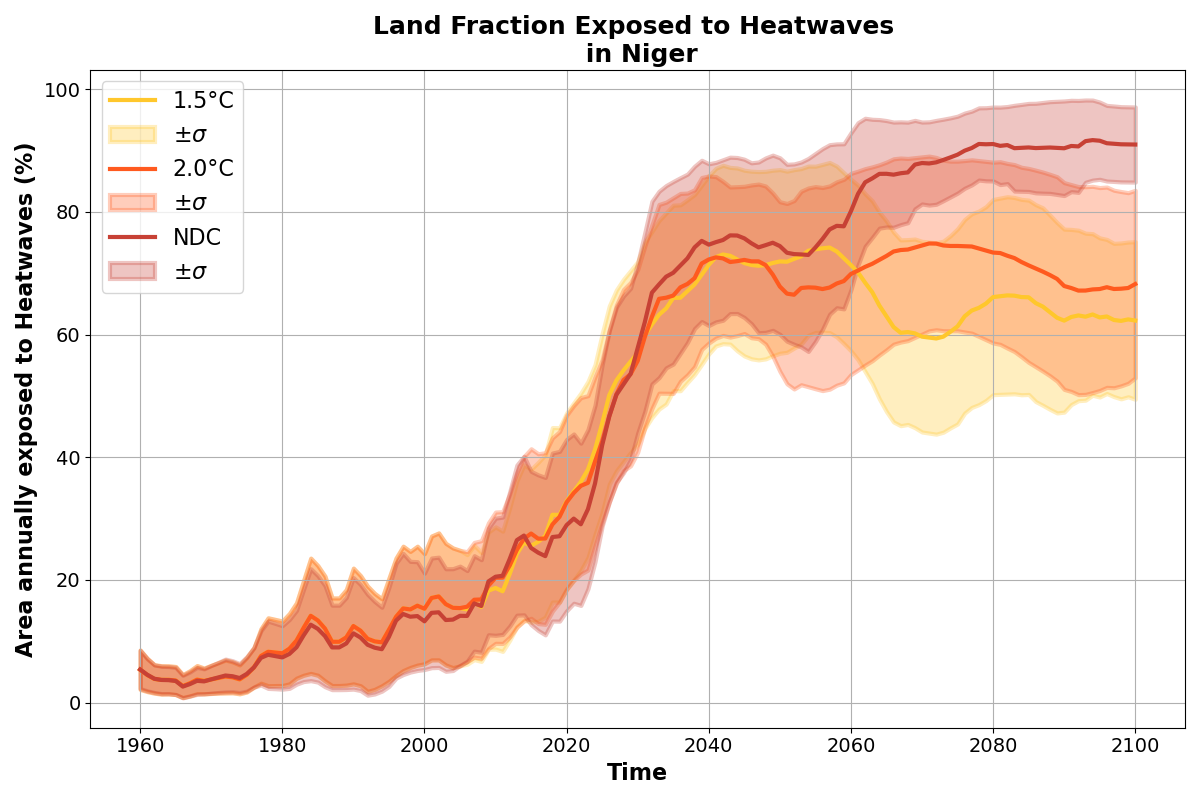 Land Fraction Exposed to Heatwaves
in Niger
Area annually exposed to Heatwaves (%)
100
80
60
40
20
0
1.5°C
±σ
2.0°C
±σ
NDC
±σ
1960
1980
2000
2020
2040
2060
2080
2100
Time